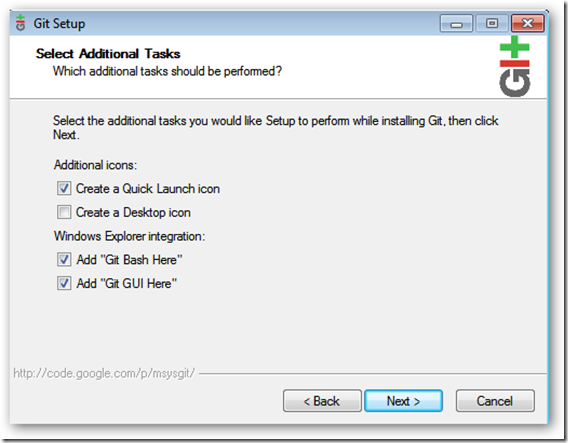 Git Setup
Select Additional Tasks
Which additional tasks should be performed?
git
Select the additional tasks you would like Setup to perform while installing Git, then click
Next.
Additional icons:
Create a Quick Launch icon
Create a Desktop icon
Windows Explorer integration:
Add "Git Bash Here"
Add "Git GUI Here"
http://code.google.com/p/msysgit/
< Back
Next >
Cancel